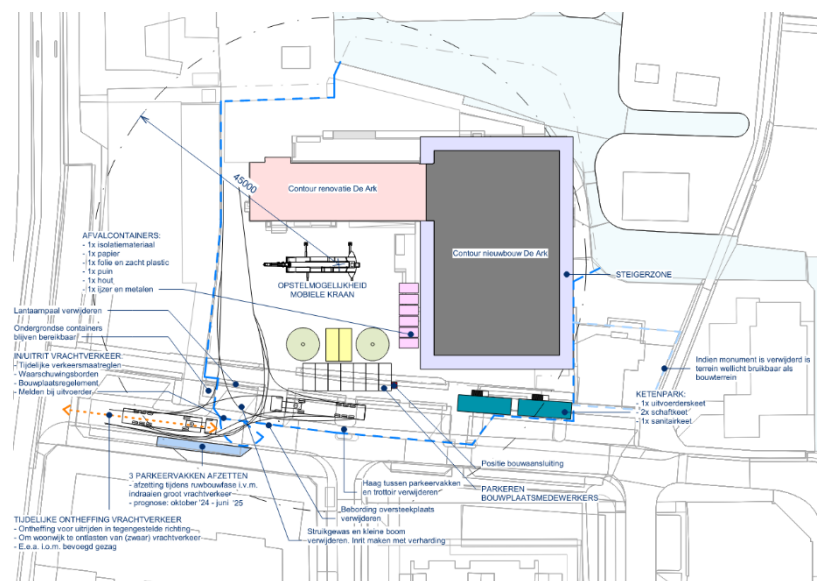 45000
Contour renovatie De Ark
Contour nieuwbouw De Ark
AFVALCONTAINERS:
- 1x isolatiemateriaal
- 1x papier
- 1x folie en zacht plastic
- 1x puin
- 1x hout
- 1x ijzer en metalen
OPSTELMOGELIJKHEID
MOBIELE KRAAN
STEIGERZONE
Lantaarnpaal verwijderen
Ondergrondse containers
blijven bereikbaar
IN/UITRIT VRACHTVERKEER
- Tijdelijke verkeersmaatreglen
- Waarschuwingsborden
- Bouwplaatsregelement.
- Melden bij uitvoerder
Indien monument is verwijderd is
terrein wellicht bruikbaar als
bouwterrein
KETENPARK:
- 1x uitvoerderskeet
- 2x schaftkeet
- 1x sanitairkeet
Positie bouwaansluiting
PARKEREN
BOUWPLAATSMEDEWERKERS
3 PARKEERVAKKEN AFZETTEN
- afzetting tijdens ruwbouwfase i.v.m.
indraaien groot vrachtverkeer
- prognose: oktober '24 - juni '25
Haag tussen parkeervakken
en trottoir verwijderen
Bebording oversteekplaats
verwijderen
Struikgewas en kleine boom
verwijderen. Inrit maken met verharding
TIJDELIJKE ONTHEFFING VRACHTVERKEER
- Ontheffing voor uitrijden in tegengestelde richting
- Om woonwijk te ontlasten van (zwaar) vrachtverkeer
- E.e.a. i.o.m. bevoegd gezag